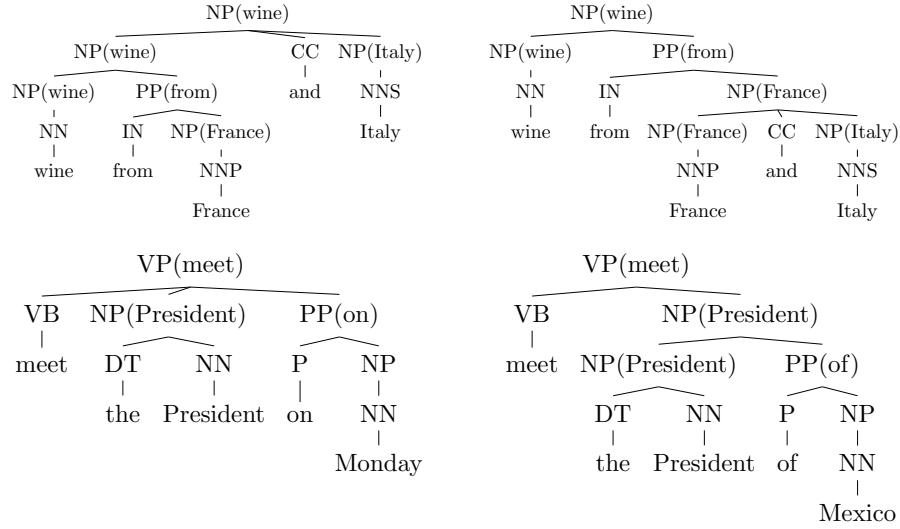 NP(wine)
NP(wine) CC NP(Italy)
NP(wine) PP(from) and NNS
NN IN NP(France) Italy
wine from NNP
France
NP(wine)
NP(wine) PP(from)
NN IN NP(France)
wine from NP(France) CC NP(Italy)
NNP and NNS
France Italy
VP(meet)
VB NP(President) PP(on)
meet DT NN P NP
the President on NN
Monday
VP(meet)
VB NP(President)
meet NP(President) PP(of)
DT NN P NP
the President of NN
Mexico